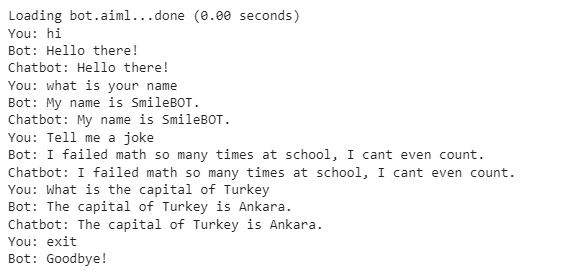 Loading bot.aiml...done (0.00 seconds)
You: hi
Bot: Hello there!
Chatbot: Hello there!
You: what is your name
Bot: My name is SmileBOT.
Chatbot: My name is SmileBOT.
You: Tell me a joke
Bot: I failed math so many times at school, I cant even count.
Chatbot: I failed math so many times at school, I cant even count.
You: What is the capital of Turkey
Bot: The capital of Turkey is Ankara.
Chatbot: The capital of Turkey is Ankara.
You: exit
Bot: Goodbye!